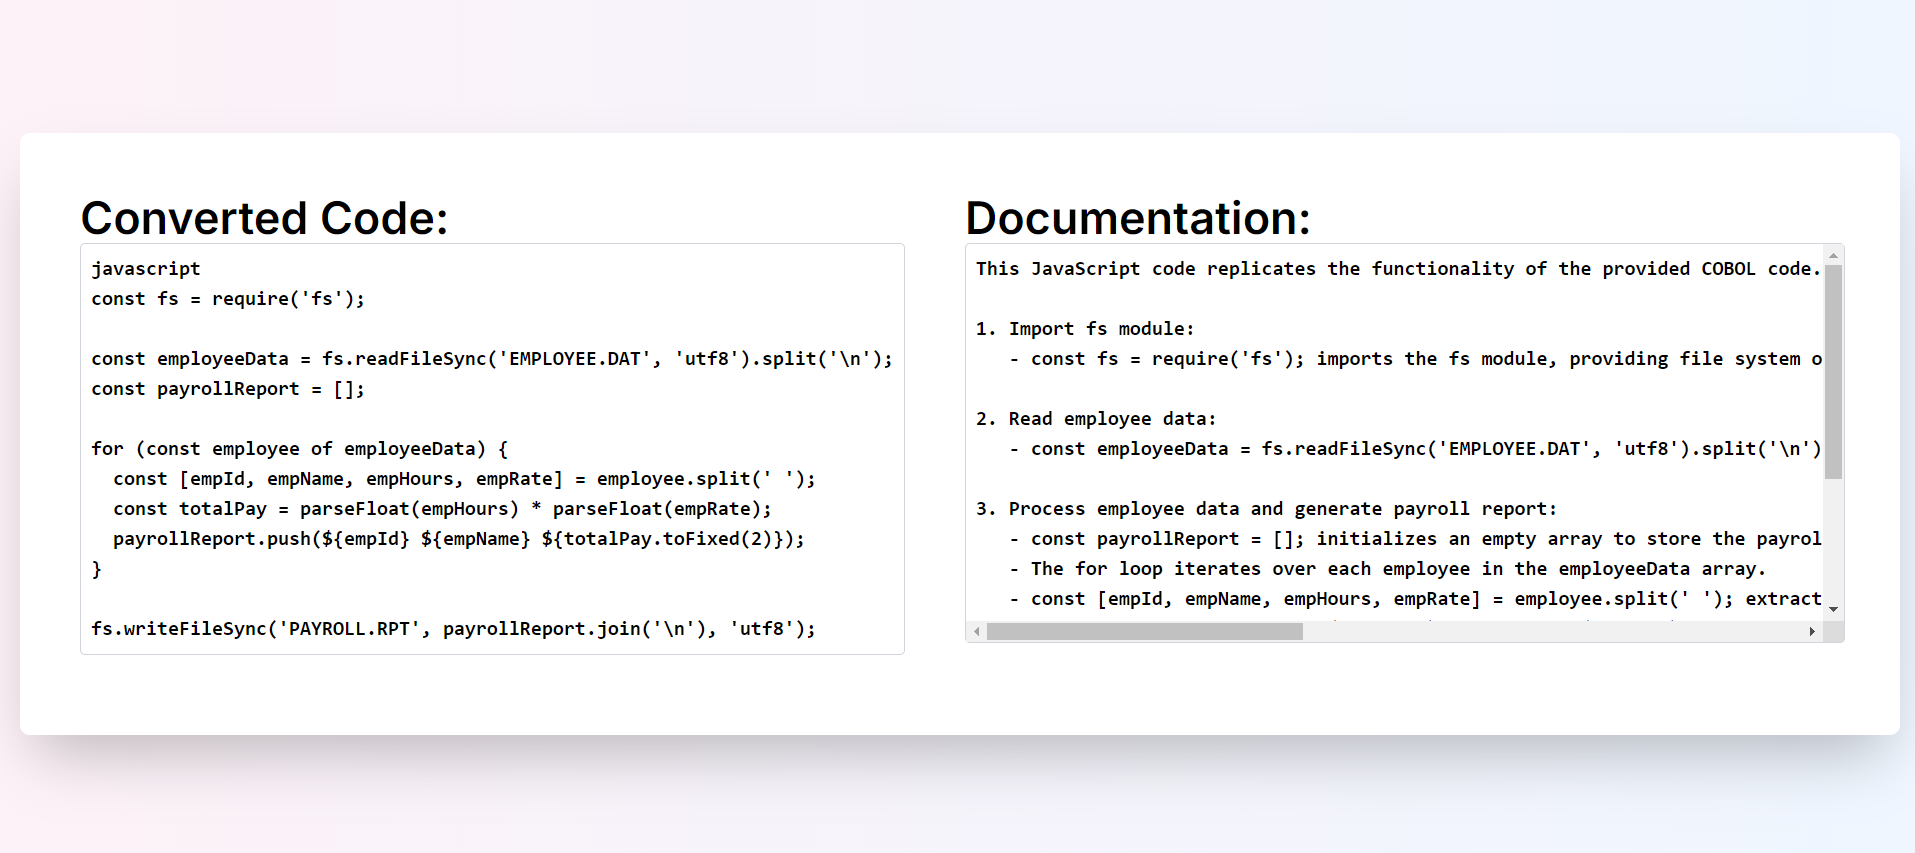 Converted Code:
javascript
const fs = require('fs');
const employeeData = fs.readFileSync('EMPLOYEE.DAT', 'utf8').split('\n');
const payrollReport = [];
for (const employee of employeeData) {
  const [empId, empName, empHours, empRate] = employee.split(' ');
  const totalPay = parseFloat(empHours) * parseFloat(empRate);
  payrollReport.push(${empId} ${empName} ${totalPay.toFixed(2)});
}
fs.writeFileSync('PAYROLL.RPT', payrollReport.join('\n'), 'utf8');
Documentation:
This JavaScript code replicates the functionality of the provided COBOL code.
1. Import fs module:
   - const fs = require('fs'); imports the fs module, providing file system o
2. Read employee data:
   - const employeeData = fs.readFileSync('EMPLOYEE.DAT', 'utf8').split('\n')
3. Process employee data and generate payroll report:
   - const payrollReport = []; initializes an empty array to store the payrol
   - The for loop iterates over each employee in the employeeData array.
   - const [empId, empName, empHours, empRate] = employee.split(' '); extract